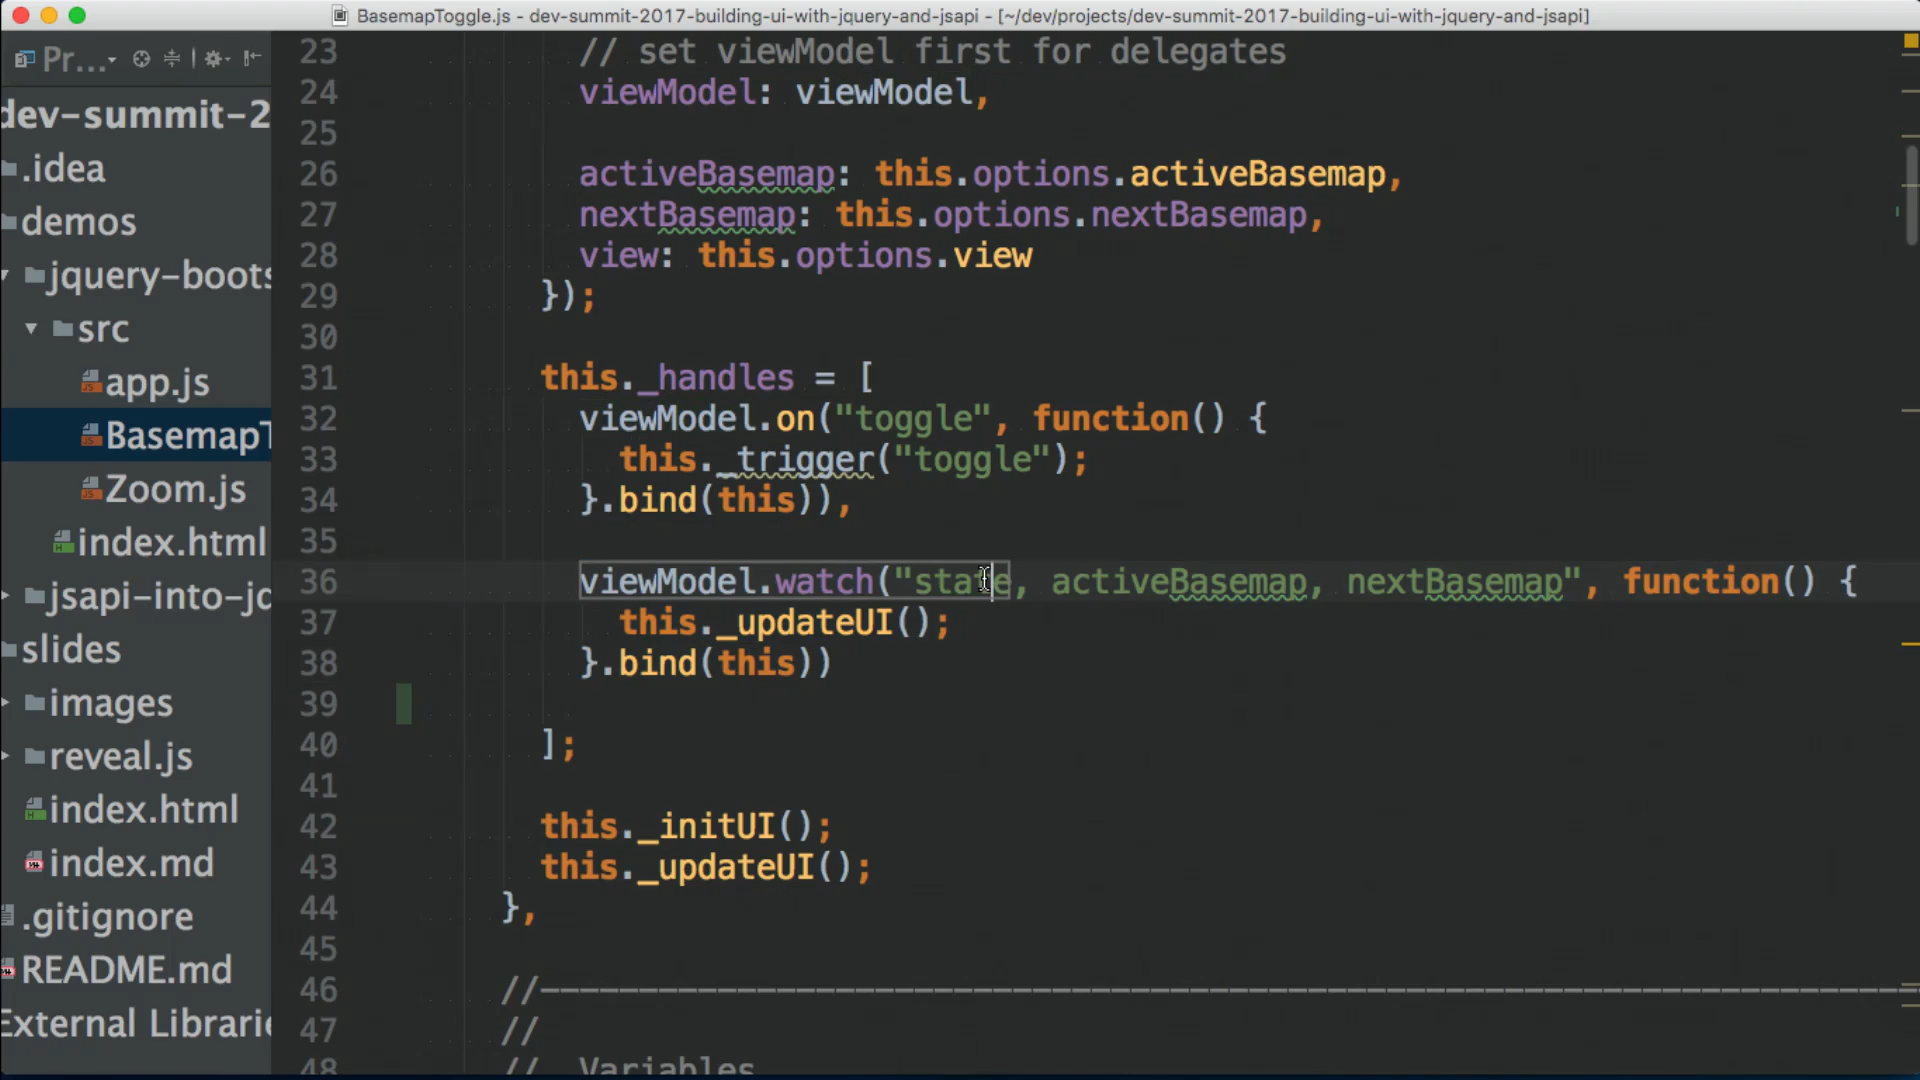 BasemapToggle.js - dev-summit-2017-building-ui-with-jquery-and-jsapi - [~/dev/projects/dev-summit-2017-building-ui-with-jquery-and-jsapi]
Pr...
dev-summit-2
.idea
demos
jquery-boots
src
app.js
BasemapT
Zoom.js
index.html
jsapi-into-jq
slides
images
reveal.js
index.html
index.md
.gitignore
README.md
External Librarie
23 // set viewModel first for delegates
24 viewModel: viewModel,
25
26 activeBasemap: this.options.activeBasemap,
27 nextBasemap: this.options.nextBasemap,
28 view: this.options.view
29 });
30
31 this._handles = [
32 viewModel.on("toggle", function() {
33 this._trigger("toggle");
34 }.bind(this)),
35
36 viewModel.watch("state, activeBasemap, nextBasemap", function() {
37 this._updateUI();
38 }.bind(this))
39
40 ];
41
42 this._initUI();
43 this._updateUI();
44 },
45
46 //--------------------------------------------------------------------------
47 //
48 // Variables